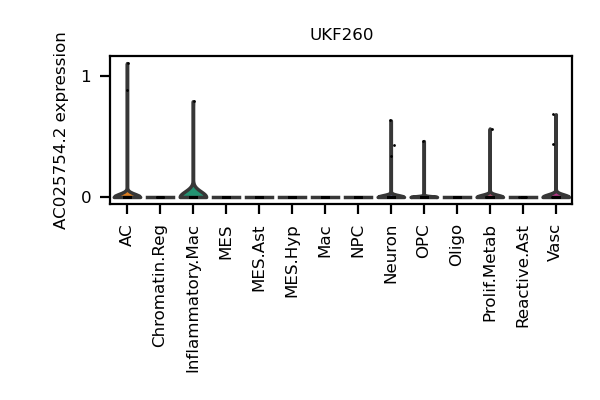 UKF260
AC025754.2 expression
1
0
AC
Chromatin.Reg
Inflammatory.Mac
MES
MES.Ast
MES.Hyp
Mac
NPC
Neuron
OPC
Oligo
Prolif.Metab
Reactive.Ast
Vasc